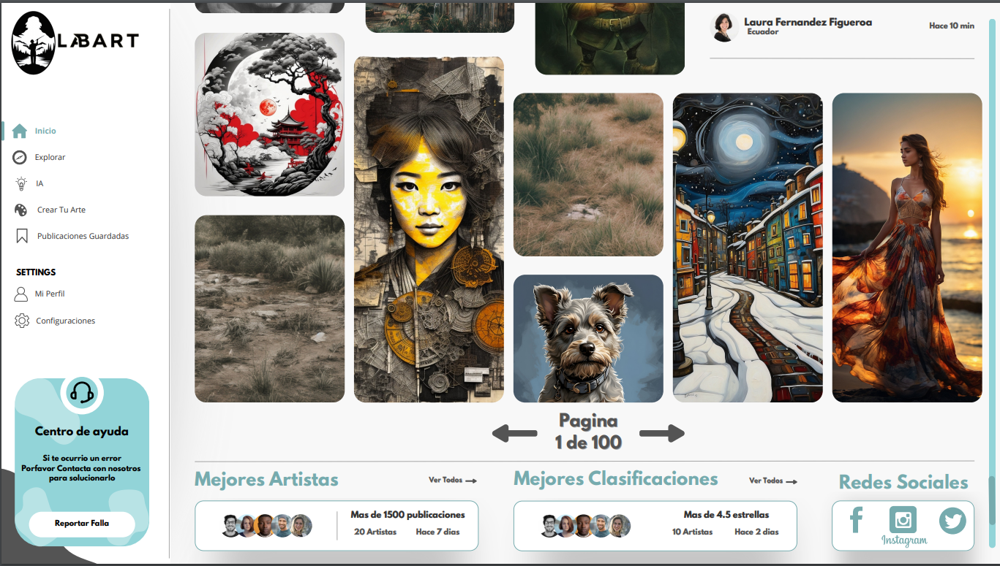 LABART
Inicio
Explorar
IA
Crear Tu Arte
Publicaciones Guardadas
SETTINGS
Mi Perfil
Configuraciones
Centro de ayuda
Si te ocurrio un error
Porfavor Contacta con nosotros
para solucionarlo
Reportar Falla
Laura Fernandez Figueroa
Ecuador
Hace 10 min
Pagina
1 de 100
Mejores Artistas
Ver Todos
Mas de 1500 publicaciones
20 Artistas
Hace 7 dias
Mejores Clasificaciones
Ver Todos
Mas de 4.5 estrellas
10 Artistas
Hace 2 dias
Redes Sociales
Instagram